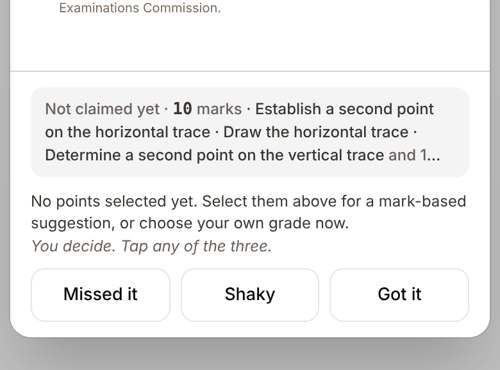 Examinations Commission.
Not claimed yet · 10 marks · Establish a second point
on the horizontal trace · Draw the horizontal trace ·
Determine a second point on the vertical trace and 1…
No points selected yet. Select them above for a mark-based
suggestion, or choose your own grade now.
You decide. Tap any of the three.
Missed it
Shaky
Got it